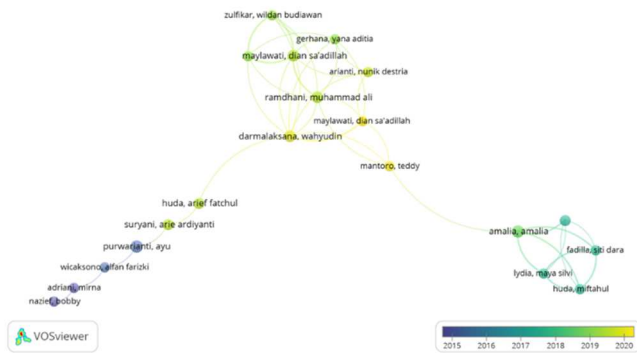 zulfikar, wildan budiawan
gerhana, yana aditia
maylawati, dian sa'adillah
arianti, nunik destria
ramdhani, muhammad ali
maylawati, dian sa'adillah
darmalaksana, wahyudin
mantoro, teddy
huda, arief fatchul
suryani, arie ardiyanti
purwarianti, ayu
wicaksono, alfan farizki
adriani, mirna
nazief, bobby
amalia, amalia
fadilla, siti dara
lydia, maya silvi
huda, miftahul
VOSviewer
2015 2016 2017 2018 2019 2020